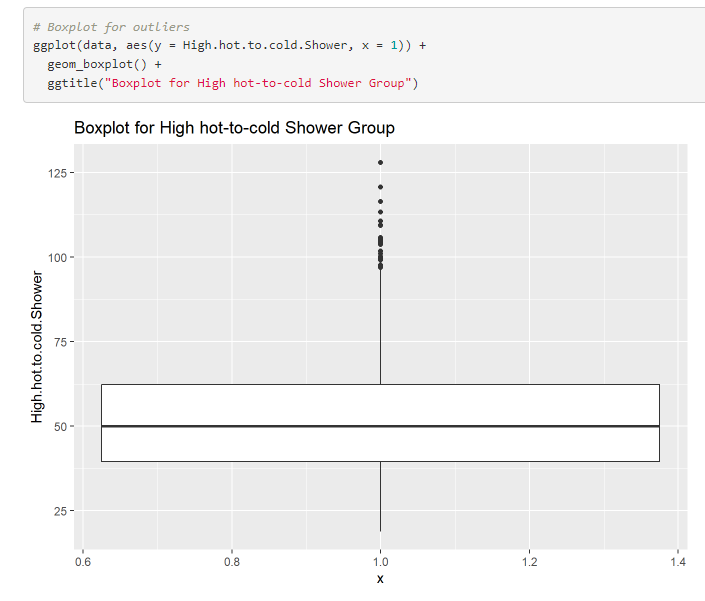 # Boxplot for outliers
ggplot(data, aes(y = High.hot.to.cold.Shower, x = 1)) +
  geom_boxplot() +
  ggtitle("Boxplot for High hot-to-cold Shower Group")
Boxplot for High hot-to-cold Shower Group
High.hot.to.cold.Shower
125
100
75
50
25
0.6 0.8 1.0 1.2 1.4
x